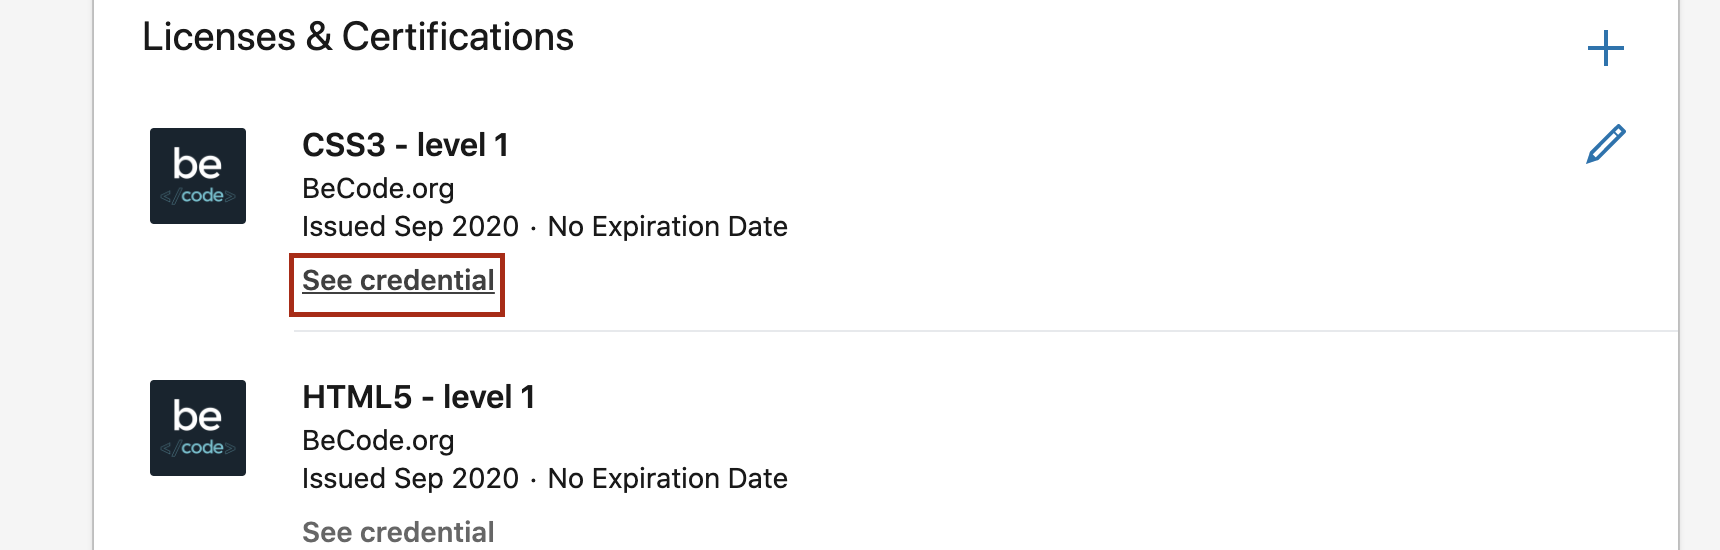 Licenses & Certifications
be
</code>
CSS3 - level 1
BeCode.org
Issued Sep 2020 · No Expiration Date
See credential
be
</code>
HTML5 - level 1
BeCode.org
Issued Sep 2020 · No Expiration Date
See credential